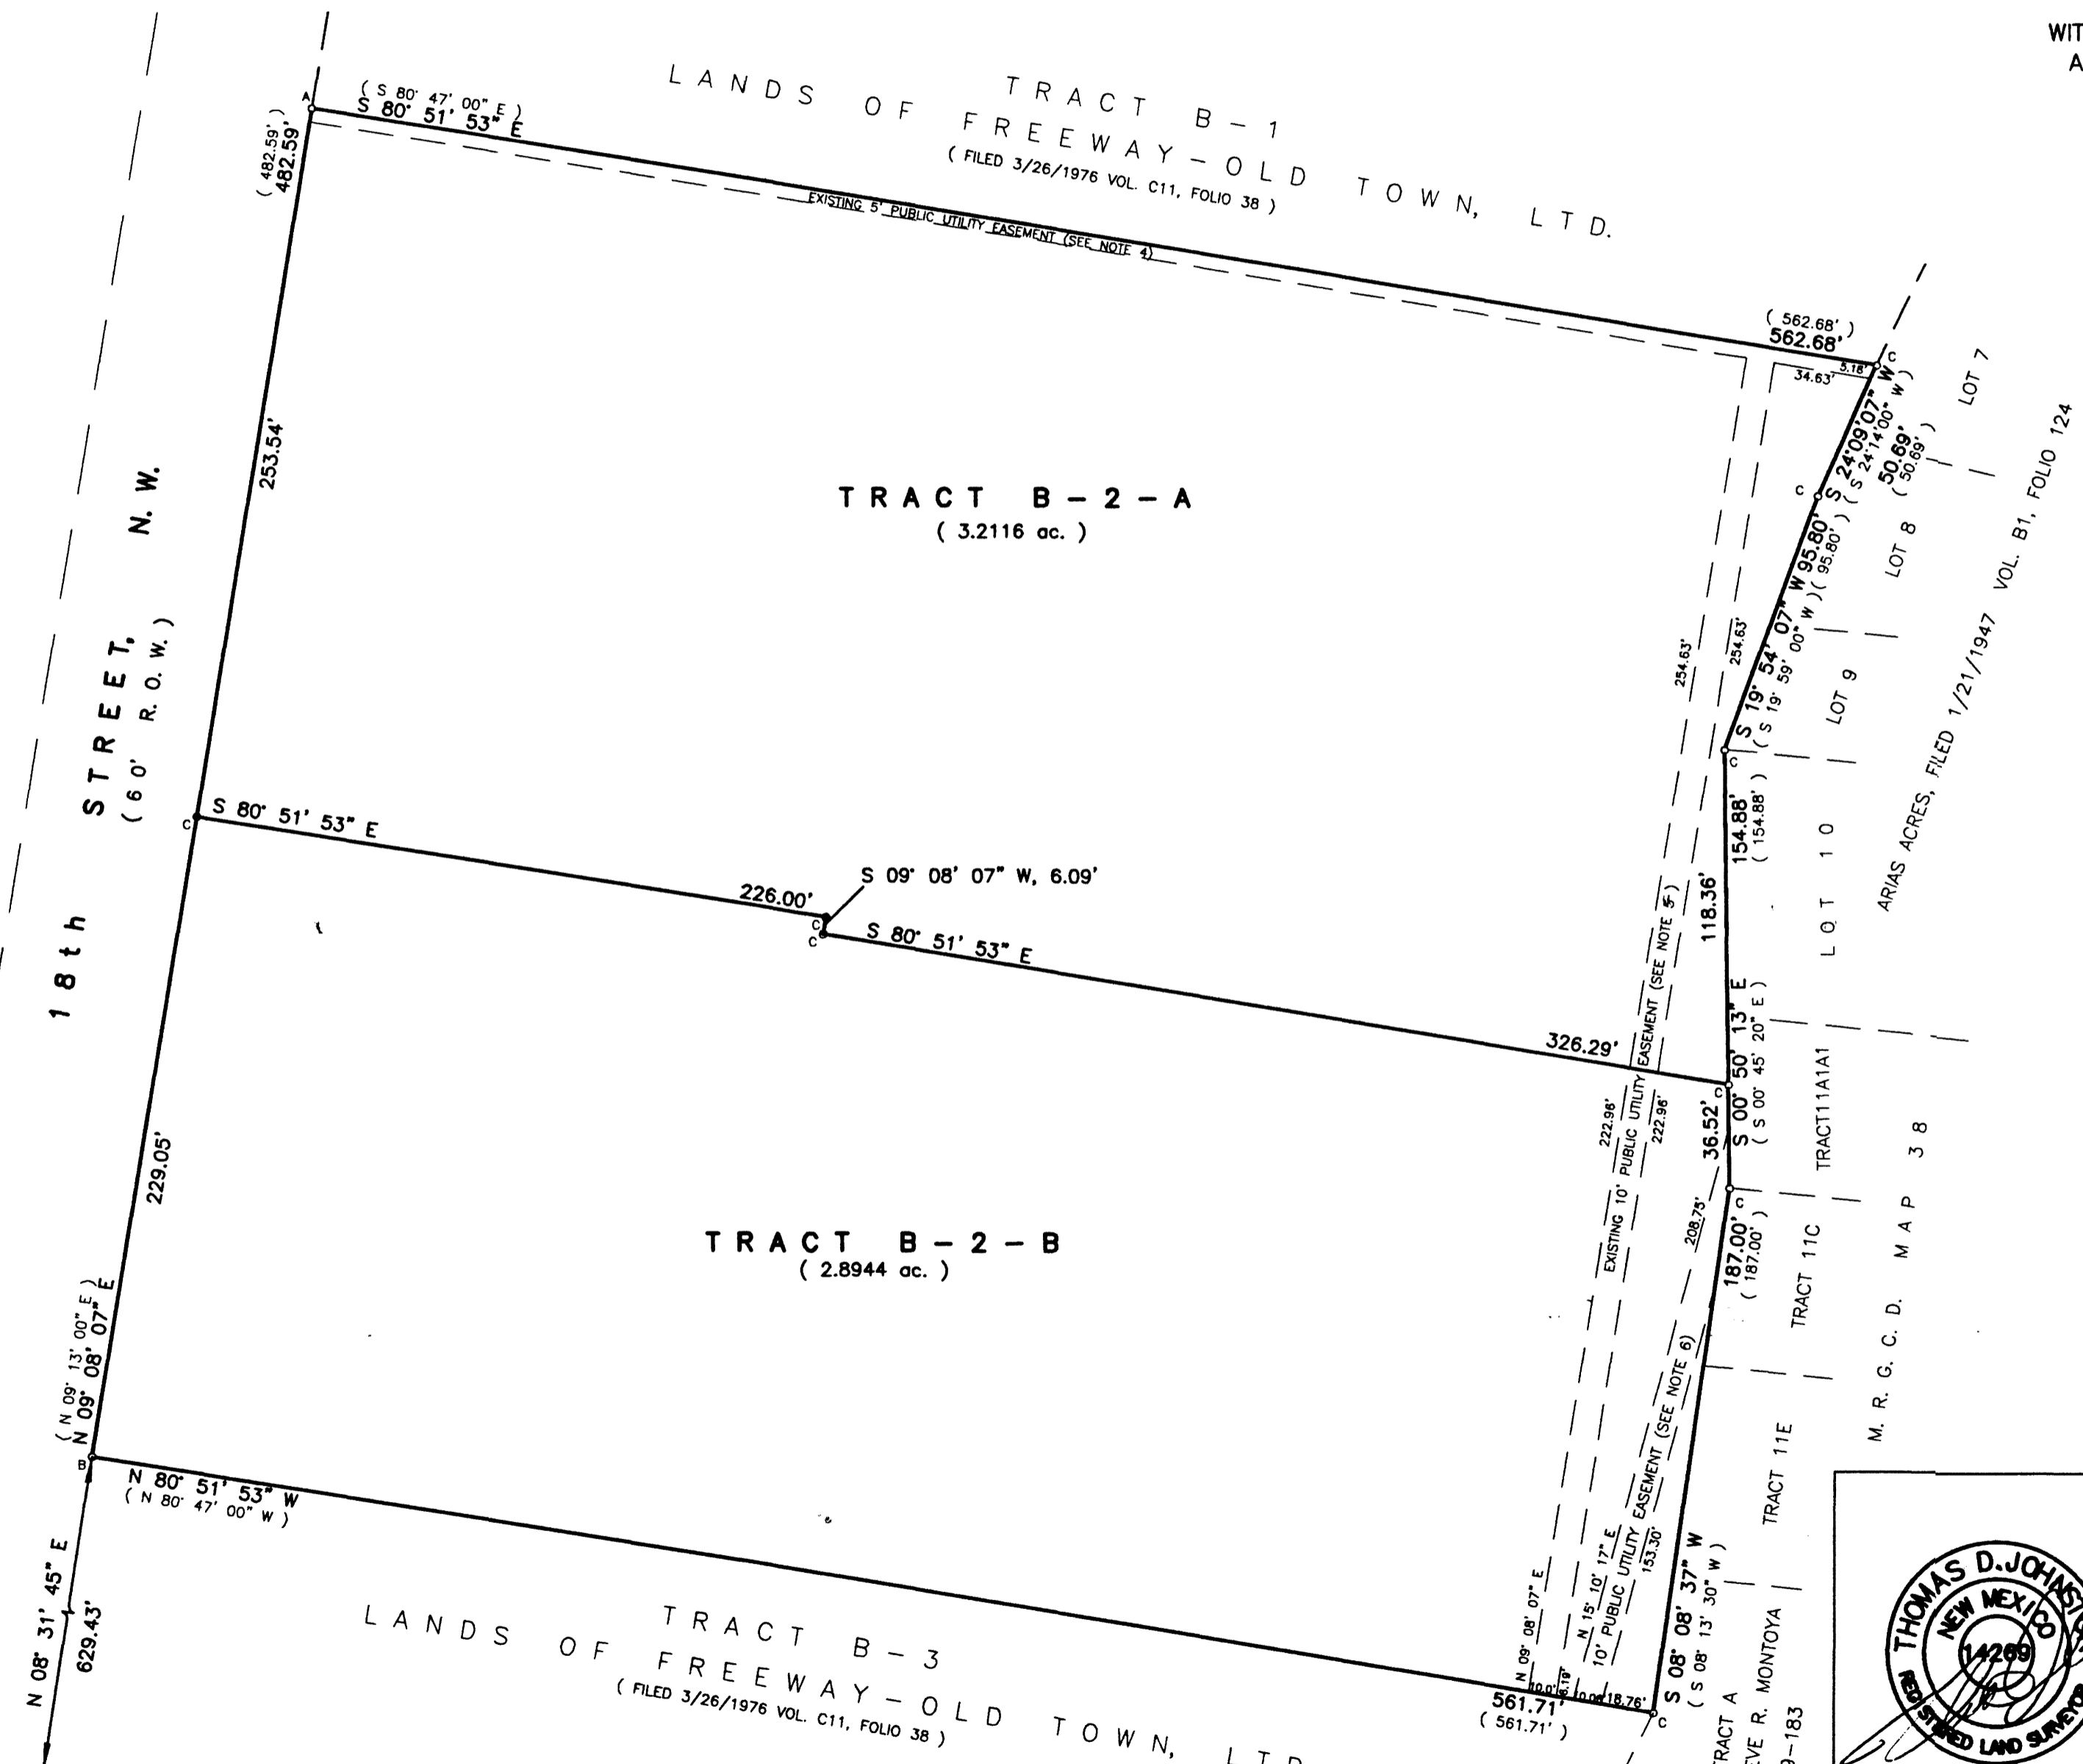 WIT
A
TRACT B-1
LANDS OF FREEWAY-OLD TOWN, LTD.
( FILED 3/26/1976 VOL. C11, FOLIO 38 )
A
( S 80° 47' 00" E )
S 80° 51' 53" E
( 482.59' )
482.59'
EXISTING 5' PUBLIC UTILITY EASEMENT (SEE NOTE 4)
( 562.68' )
562.68'
C
5.18'
34.63'
S 24°09'07" W
( S 24°14'00" W )
50.69'
( 50.69' )
LOT 7
253.54'
TRACT B-2-A
( 3.2116 ac. )
C
S 19° 54' 07" W 95.80'
( S 19° 59' 00" W )( 95.80' )
LOT 8
LOT 9
ARIAS ACRES, FILED 1/21/1947 VOL. B1, FOLIO 124
254.63'
254.63'
18th STREET, N. W.
( 60' R. O. W. )
C
154.88'
( 154.88' )
118.36'
LOT 10
C
S 80° 51' 53" E
226.00'
S 09° 08' 07" W, 6.09'
C
C
S 80° 51' 53" E
326.29'
EXISTING 10' PUBLIC UTILITY EASEMENT (SEE NOTE 5)
S 00° 50' 13" E
( S 00° 45' 20" E )
C
36.52'
TRACT11A1A1
M. R. G. C. D. MAP 38
222.96'
222.96'
229.05'
TRACT B-2-B
( 2.8944 ac. )
208.75'
C
187.00'
( 187.00' )
TRACT 11C
( N 09° 13' 00" E )
N 09° 08' 07" E
B
N 80° 51' 53" W
( N 80° 47' 00" W )
10' PUBLIC UTILITY EASEMENT (SEE NOTE 6)
N 15° 10' 17" E
153.30'
N 09° 08' 07" E
TRACT 11E
S 08° 08' 37" W
( S 08° 13' 30" W )
N 08° 31' 45" E
629.43'
TRACT B-3
LANDS OF FREEWAY-OLD TOWN,
( FILED 3/26/1976 VOL. C11, FOLIO 38 )
10.0'
18.76'
561.71'
( 561.71' )
C
TRACT A
EVE R. MONTOYA
9-183
THOMAS D. JOHNSTO
NEW MEXICO
14269
REGISTERED LAND SURVEYOR